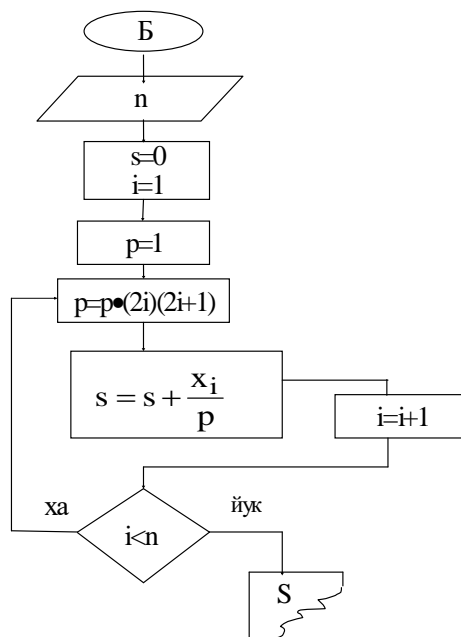 Б
n
s=0
i=1
p=1
p=p•(2i)(2i+1)
s = s + x_i/p
i=i+1
ха
i<n
йук
S